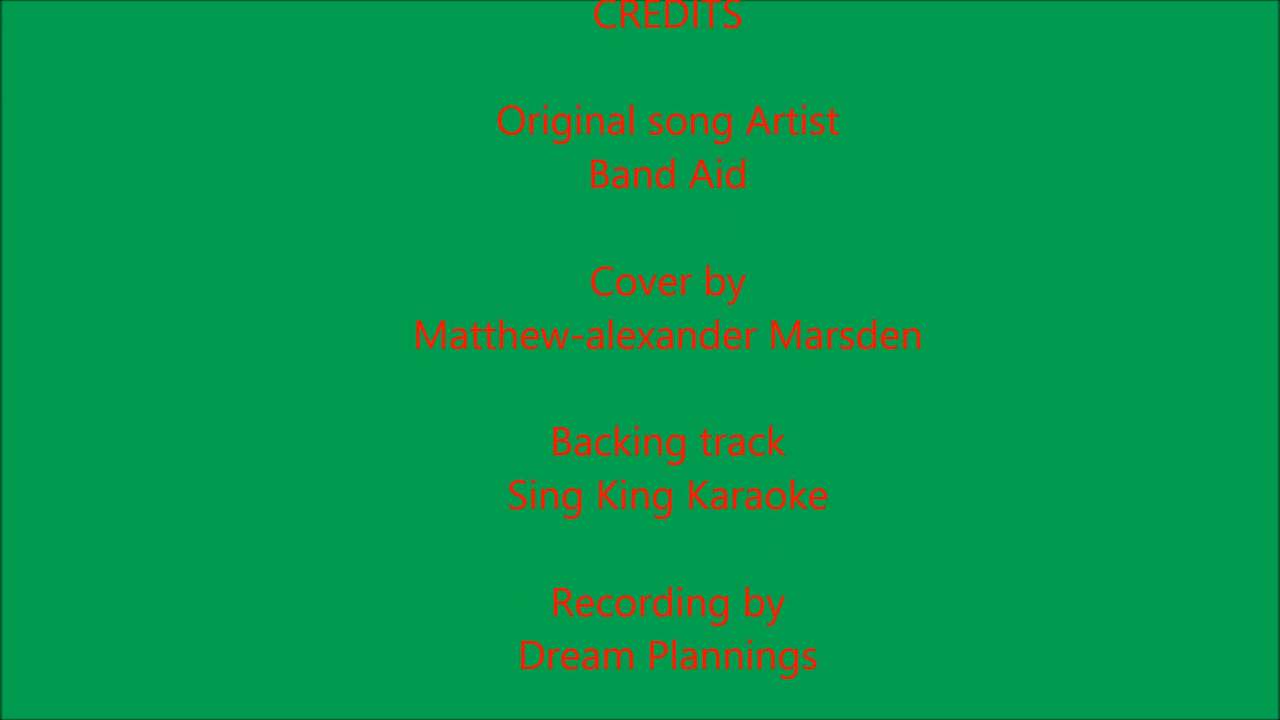 CREDITS
Original song Artist
Band Aid
Cover by
Matthew-alexander Marsden
Backing track
Sing King Karaoke
Recording by
Dream Plannings